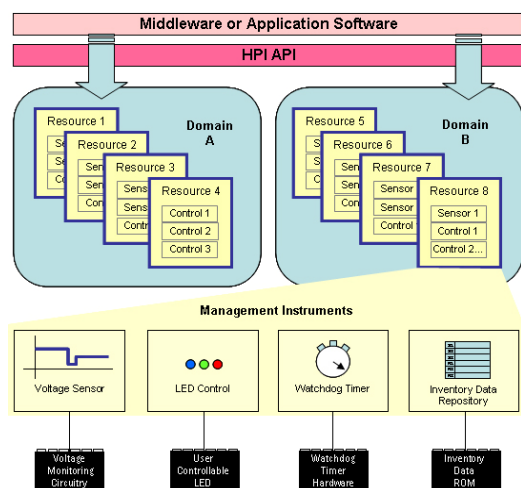 Middleware or Application Software
HPI API
Domain
A
Resource 1
Resource 2
Resource 3
Sensor
Sensor
Resource 4
Control 1
Control 2
Control 3
Domain
B
Resource 5
Resource 6
Resource 7
Sensor
Sensor
Control
Resource 8
Sensor 1
Control 1
Control 2...
Management Instruments
Voltage Sensor
LED Control
Watchdog Timer
Inventory Data
Repository
Voltage
Monitoring
Circuitry
User
Controllable
LED
Watchdog
Timer
Hardware
Inventory
Data
ROM